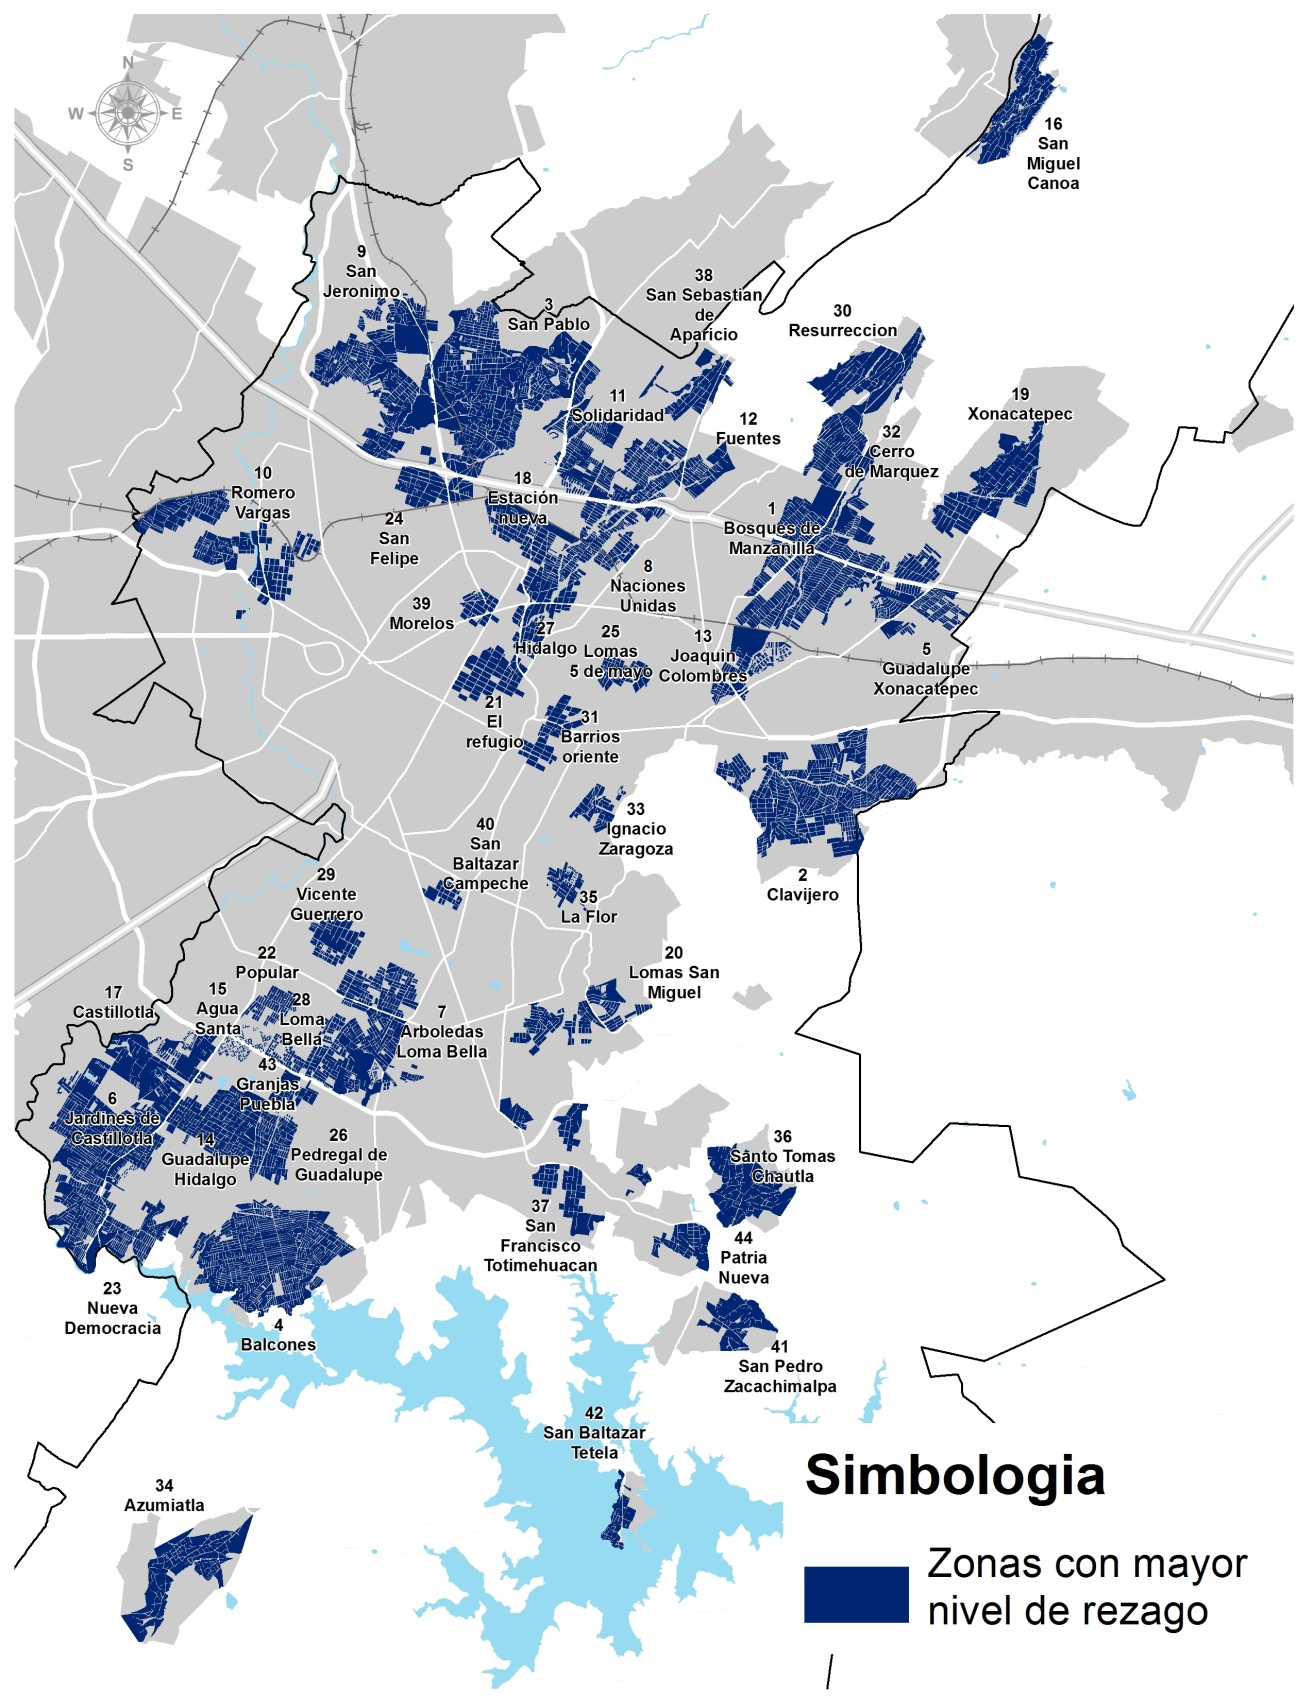 N
W
E
S
16
San
Miguel
Canoa
9
San
Jeronimo
3
San Pablo
38
San Sebastian
de
Aparicio
30
Resurreccion
19
Xonacatepec
11
Solidaridad
12
Fuentes
32
Cerro
de Marquez
10
Romero
Vargas
18
Estación
nueva
24
San
Felipe
1
Bosques de
Manzanilla
8
Naciones
Unidas
39
Morelos
27
Hidalgo
25
Lomas
5 de mayo
13
Joaquin
Colombres
5
Guadalupe
Xonacatepec
21
El
refugio
31
Barrios
oriente
33
Ignacio
Zaragoza
40
San
Baltazar
Campeche
2
Clavijero
29
Vicente
Guerrero
35
La Flor
22
Popular
20
Lomas San
Miguel
17
Castillotla
15
Agua
Santa
28
Loma
Bella
7
Arboledas
Loma Bella
43
Granjas
Puebla
6
Jardines de
Castillotla
14
Guadalupe
Hidalgo
26
Pedregal de
Guadalupe
36
Santo Tomas
Chautla
37
San
Francisco
Totimehuacan
44
Patria
Nueva
23
Nueva
Democracia
4
Balcones
41
San Pedro
Zacachimalpa
42
San Baltazar
Tetela
34
Azumiatla
Simbologia
Zonas con mayor
nivel de rezago